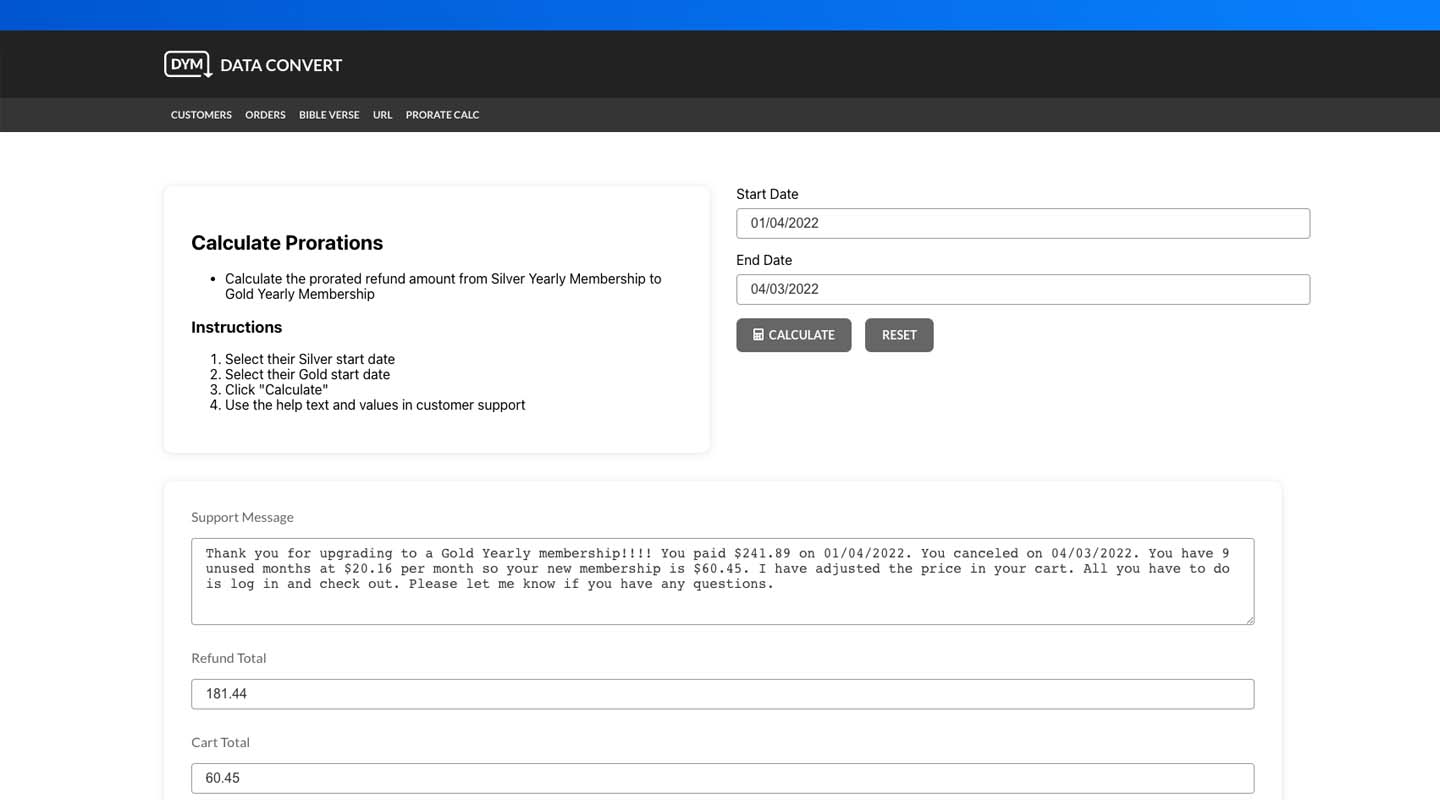 DYM DATA CONVERT
CUSTOMERS ORDERS BIBLE VERSE URL PRORATE CALC
Calculate Prorations
• Calculate the prorated refund amount from Silver Yearly Membership to
Gold Yearly Membership
Instructions
1. Select their Silver start date
2. Select their Gold start date
3. Click "Calculate"
4. Use the help text and values in customer support
Start Date
01/04/2022
End Date
04/03/2022
CALCULATE RESET
Support Message
Thank you for upgrading to a Gold Yearly membership!!!! You paid $241.89 on 01/04/2022. You canceled on 04/03/2022. You have 9
unused months at $20.16 per month so your new membership is $60.45. I have adjusted the price in your cart. All you have to do
is log in and check out. Please let me know if you have any questions.
Refund Total
181.44
Cart Total
60.45